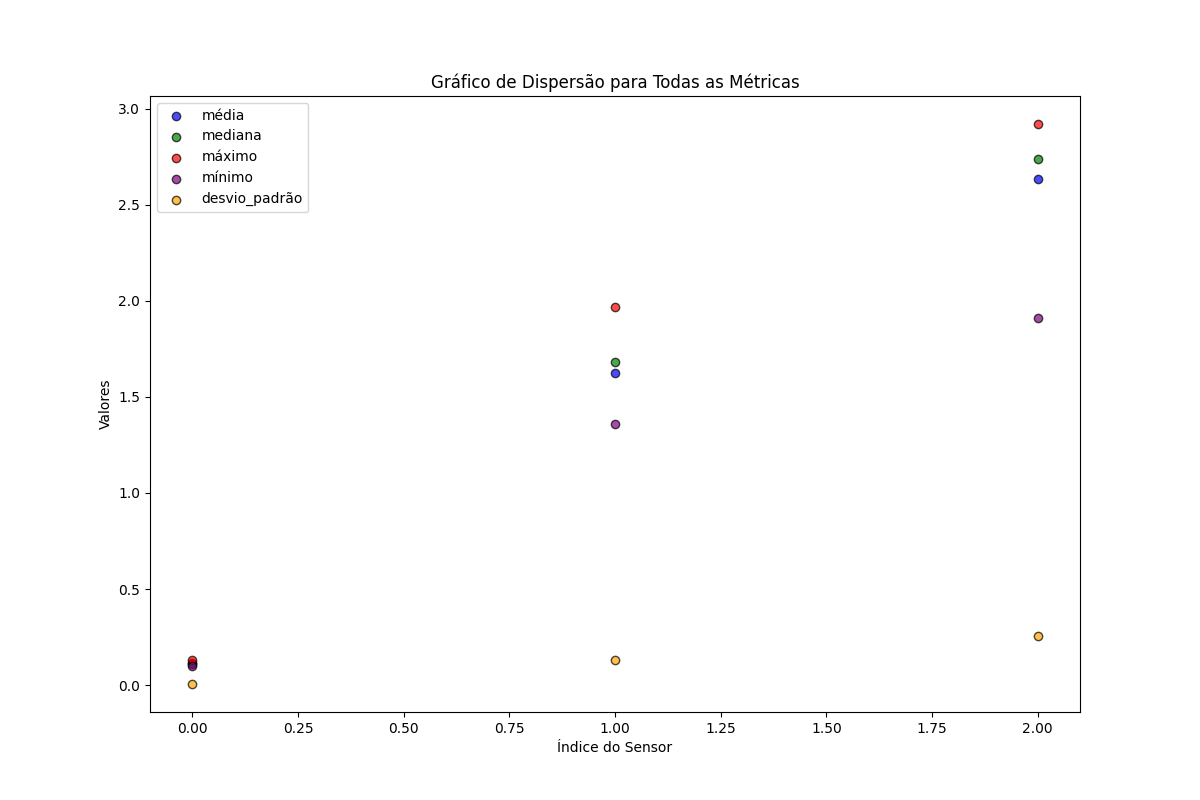 Gráfico de Dispersão para Todas as Métricas
média
mediana
máximo
mínimo
desvio_padrão
3.0
2.5
2.0
1.5
1.0
0.5
0.0
Valores
0.00 0.25 0.50 0.75 1.00 1.25 1.50 1.75 2.00
Índice do Sensor